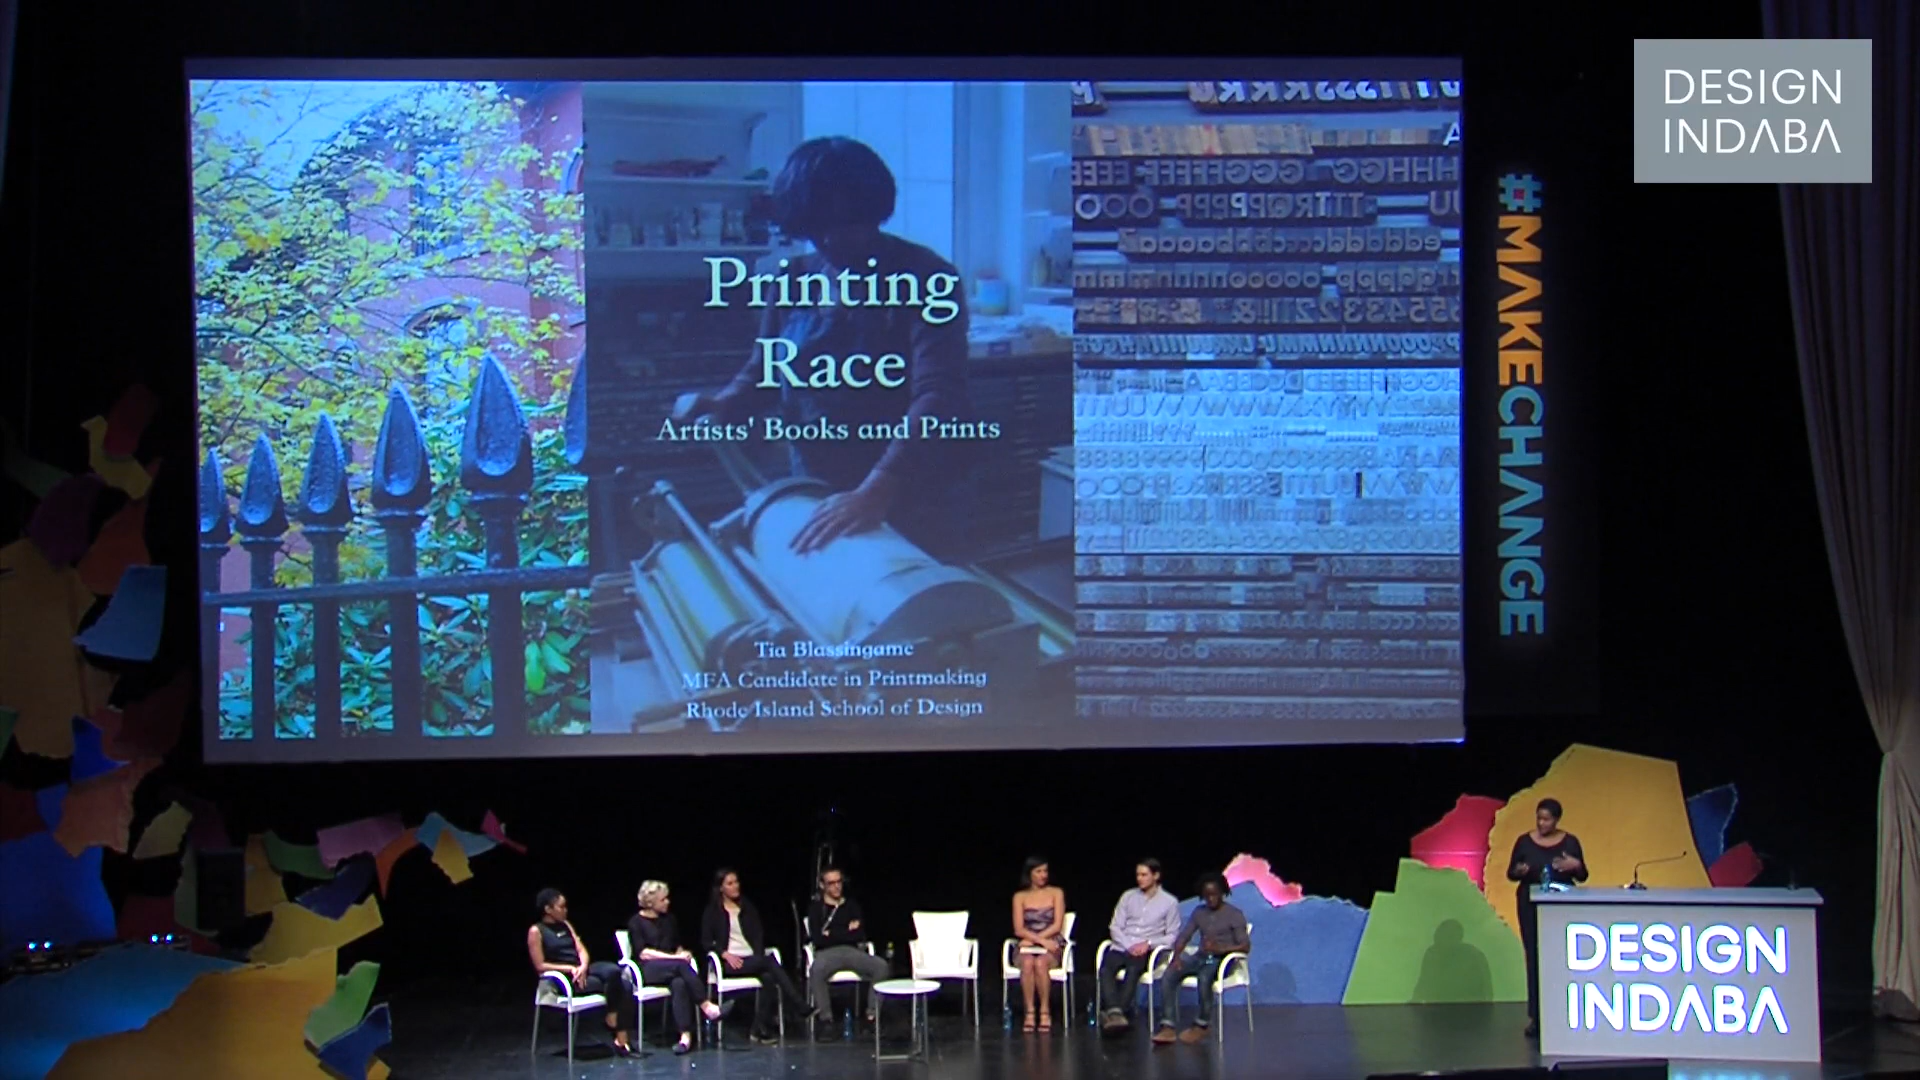 DESIGN
INDABA
#MAKECHANGE
Printing
Race
Artists' Books and Prints
Tia Blassingame
MFA Candidate in Printmaking
Rhode Island School of Design
DESIGN
INDABA